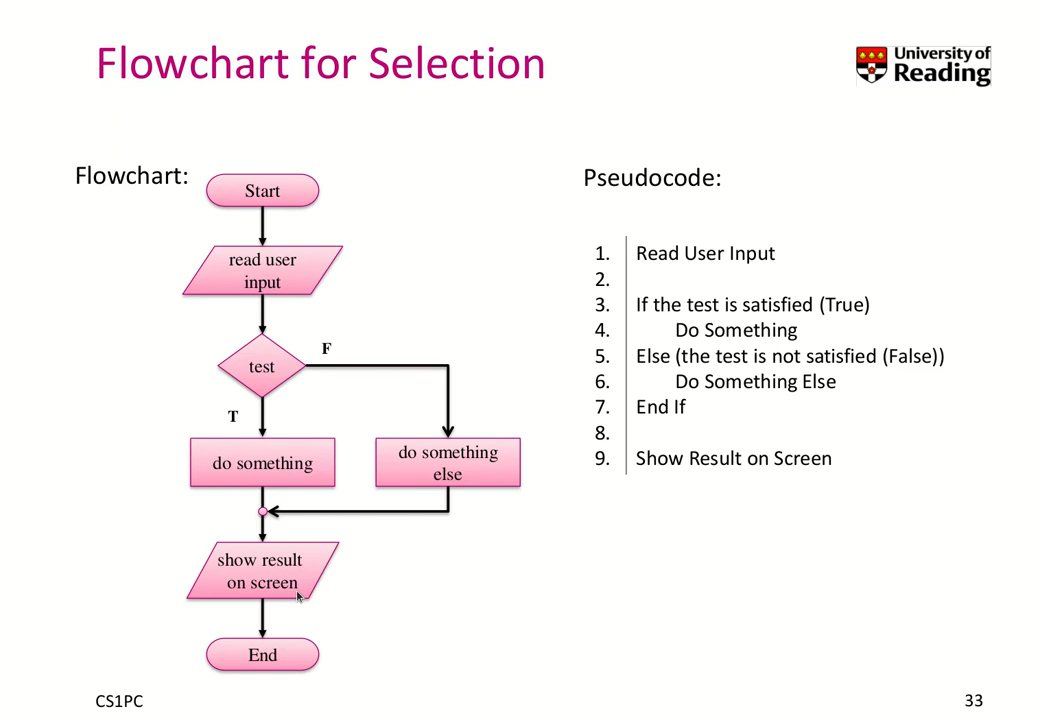 Flowchart for Selection
University of
Reading
Flowchart:
Start
read user
input
test
F
T
do something
do something
else
show result
on screen
End
Pseudocode:
1. Read User Input
2.
3. If the test is satisfied (True)
4. Do Something
5. Else (the test is not satisfied (False))
6. Do Something Else
7. End If
8.
9. Show Result on Screen
CS1PC
33